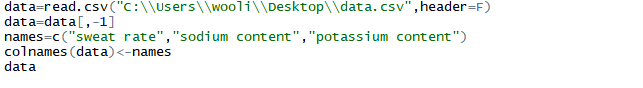 data=read.csv("C:\\Users\\wooli\\Desktop\\data.csv",header=F)
data=data[,-1]
names=c("sweat rate","sodium content","potassium content")
colnames(data)<-names
data